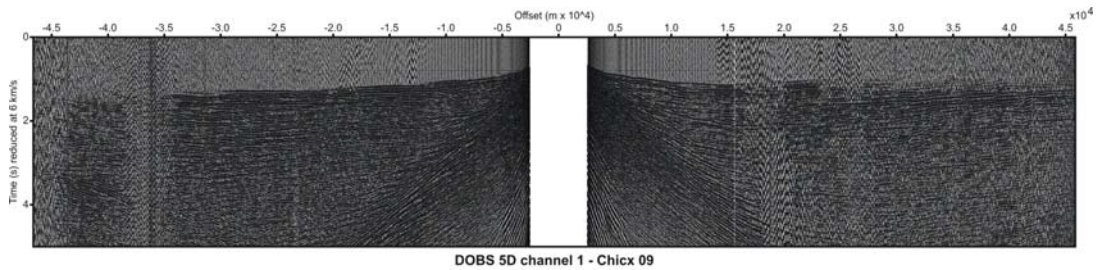 Offset (m x 10^4)
-4.5 -4.0 -3.5 -3.0 -2.5 -2.0 -1.5 -1.0 -0.5 0 0.5 1.0 1.5 2.0 2.5 3.0 3.5 4.0 4.5 x10⁴
Time (s) reduced at 6 km/s
0
2
4
DOBS 5D channel 1 - Chicx 09